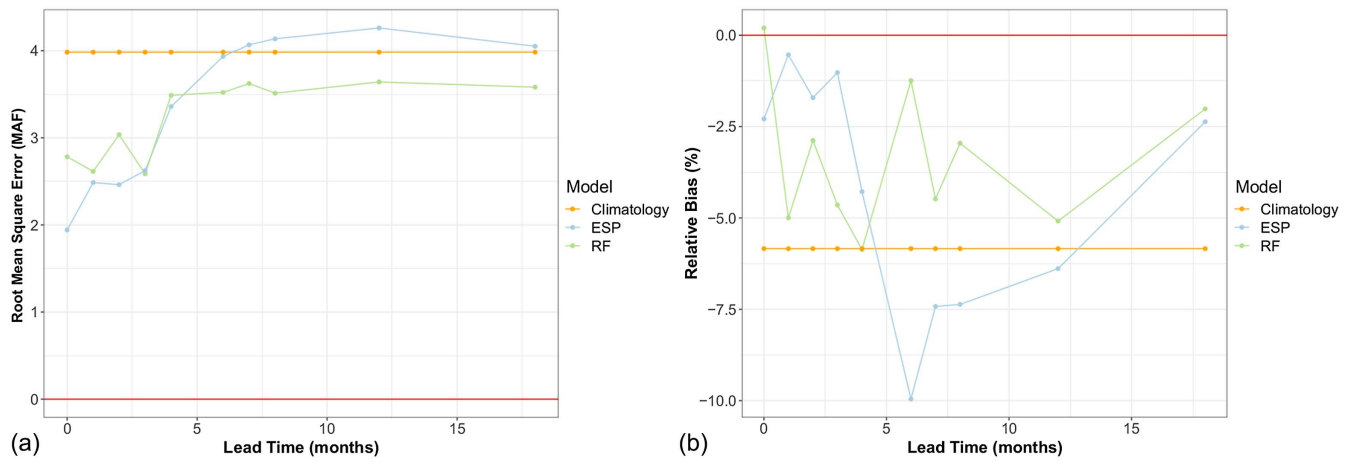 Root Mean Square Error (MAF)
4
3
2
1
0
0 5 10 15
Lead Time (months)
(a)
Model
Climatology
ESP
RF
Relative Bias (%)
0.0
−2.5
−5.0
−7.5
−10.0
0 5 10 15
Lead Time (months)
(b)
Model
Climatology
ESP
RF